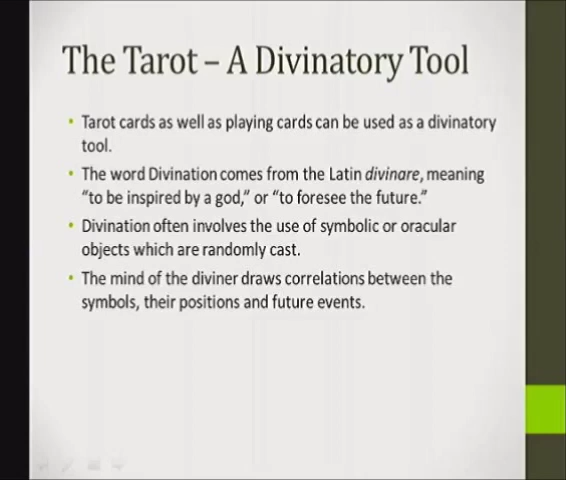 The Tarot – A Divinatory Tool
• Tarot cards as well as playing cards can be used as a divinatory
tool.
• The word Divination comes from the Latin divinare, meaning
“to be inspired by a god,” or “to foresee the future.”
• Divination often involves the use of symbolic or oracular
objects which are randomly cast.
• The mind of the diviner draws correlations between the
symbols, their positions and future events.